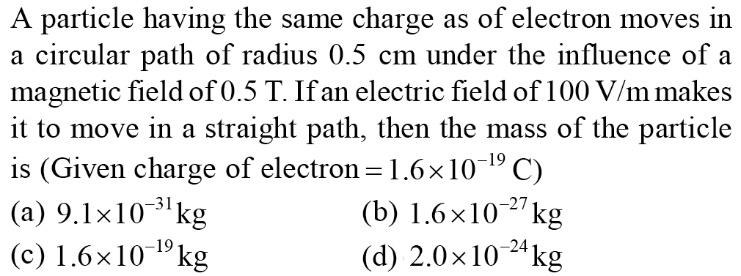 A particle having the same charge as of electron moves in
a circular path of radius 0.5 cm under the influence of a
magnetic field of 0.5 T. If an electric field of 100 V/m makes
it to move in a straight path, then the mass of the particle
is (Given charge of electron = 1.6×10⁻¹⁹ C)
(a) 9.1×10⁻³¹ kg (b) 1.6×10⁻²⁷ kg
(c) 1.6×10⁻¹⁹ kg (d) 2.0×10⁻²⁴ kg